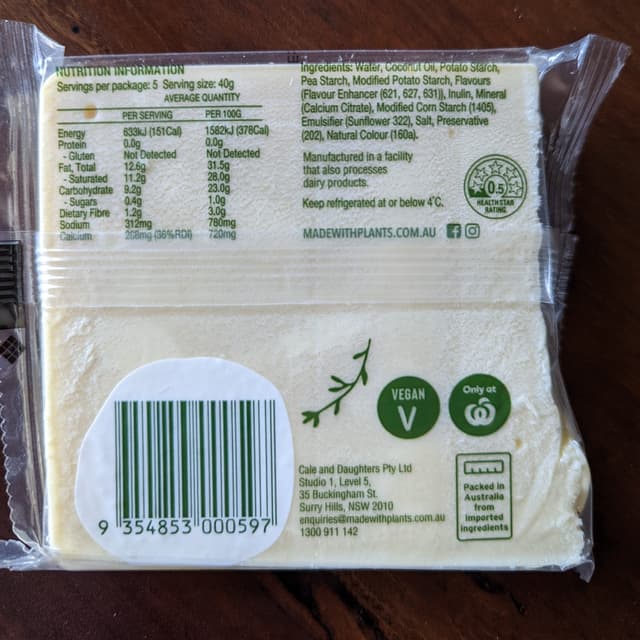 NUTRITION INFORMATION
Servings per package: 5 Serving size: 40g
AVERAGE QUANTITY
PER SERVING PER 100G
Energy 633kJ (151Cal) 1582kJ (378Cal)
Protein 0.0g 0.0g
- Gluten Not Detected Not Detected
Fat, Total 12.6g 31.5g
- Saturated 11.2g 28.0g
Carbohydrate 9.2g 23.0g
- Sugars 0.4g 1.0g
Dietary Fibre 1.2g 3.0g
Sodium 312mg 780mg
Calcium 288mg (36%RDI) 720mg
Ingredients: Water, Coconut Oil, Potato Starch,
Pea Starch, Modified Potato Starch, Flavours
(Flavour Enhancer (621, 627, 631)), Inulin, Mineral
(Calcium Citrate), Modified Corn Starch (1405),
Emulsifier (Sunflower 322), Salt, Preservative
(202), Natural Colour (160a).
Manufactured in a facility
that also processes
dairy products.
Keep refrigerated at or below 4°C.
0.5
HEALTH STAR
RATING
MADEWITHPLANTS.COM.AU
VEGAN
V
Only at
Cale and Daughters Pty Ltd
Studio 1, Level 5,
35 Buckingham St.
Surry Hills, NSW 2010
enquiries@madewithplants.com.au
1300 911 142
Packed in
Australia
from
imported
ingredients
9 354853 000597